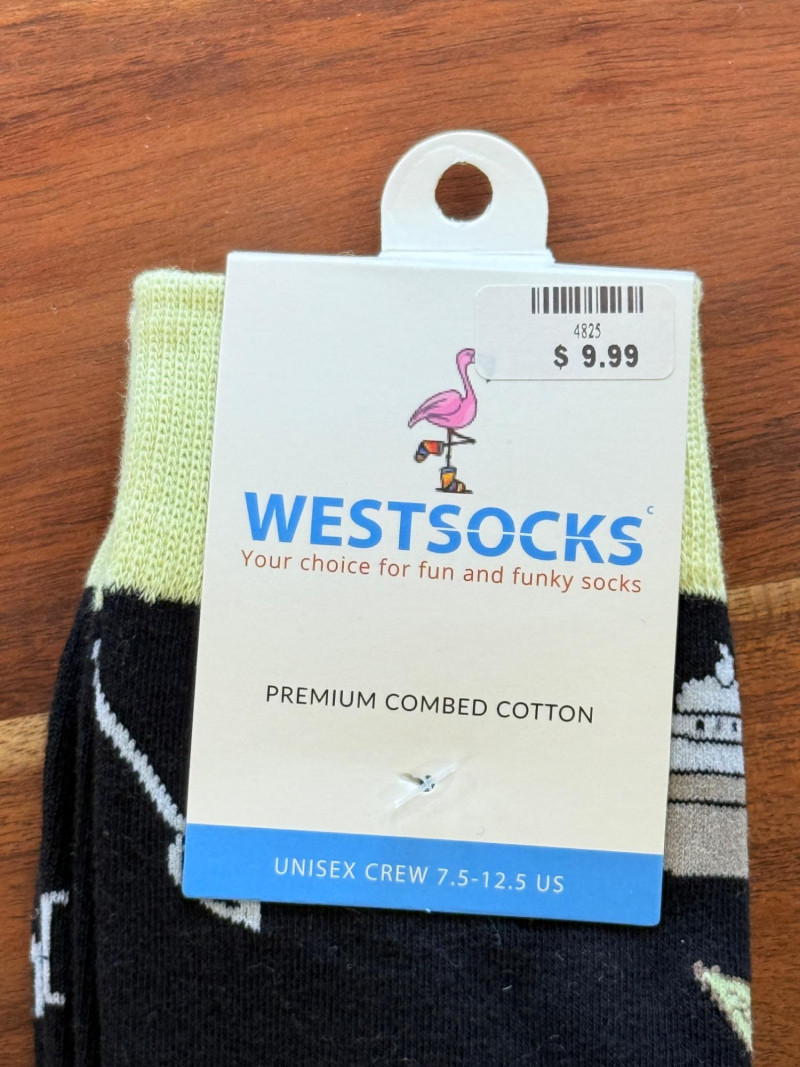 4825
$ 9.99
WESTSOCKS
c
Your choice for fun and funky socks
PREMIUM COMBED COTTON
UNISEX CREW 7.5-12.5 US